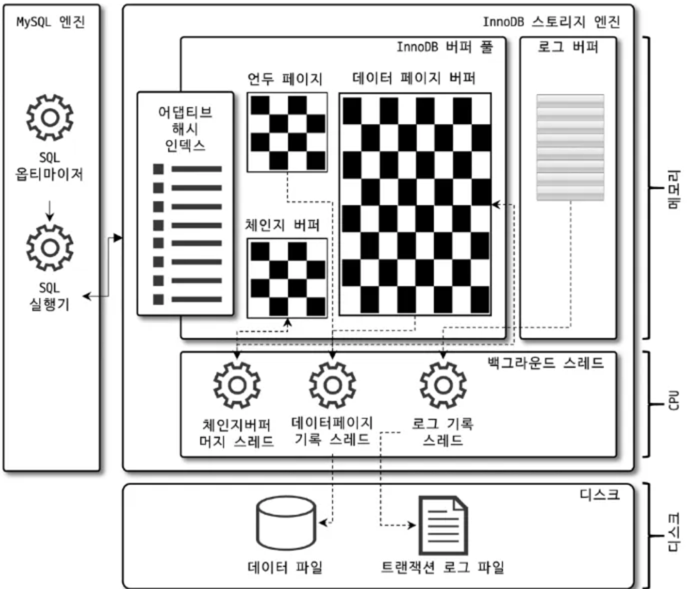 MySQL 엔진
InnoDB 스토리지 엔진
InnoDB 버퍼 풀
로그 버퍼
언두 페이지
데이터 페이지 버퍼
어댑티브
해시
인덱스
SQL
옵티마이저
체인지 버퍼
SQL
실행기
메모리
백그라운드 스레드
체인지버퍼
머지 스레드
데이터페이지
기록 스레드
로그 기록
스레드
CPU
디스크
데이터 파일
트랜잭션 로그 파일
디스크